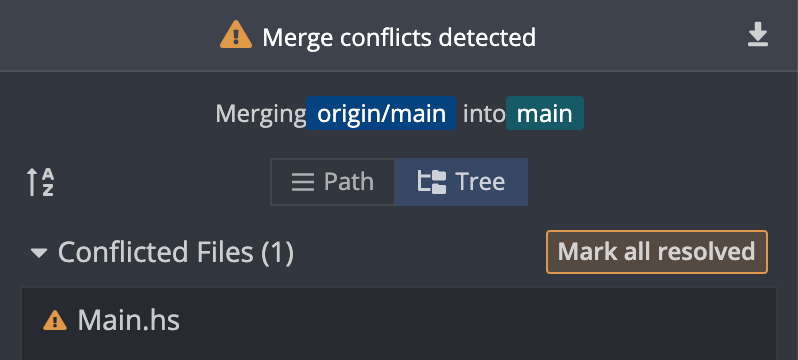 Merge conflicts detected
Merging origin/main into main
A
Z
Path Tree
Conflicted Files (1) Mark all resolved
Main.hs